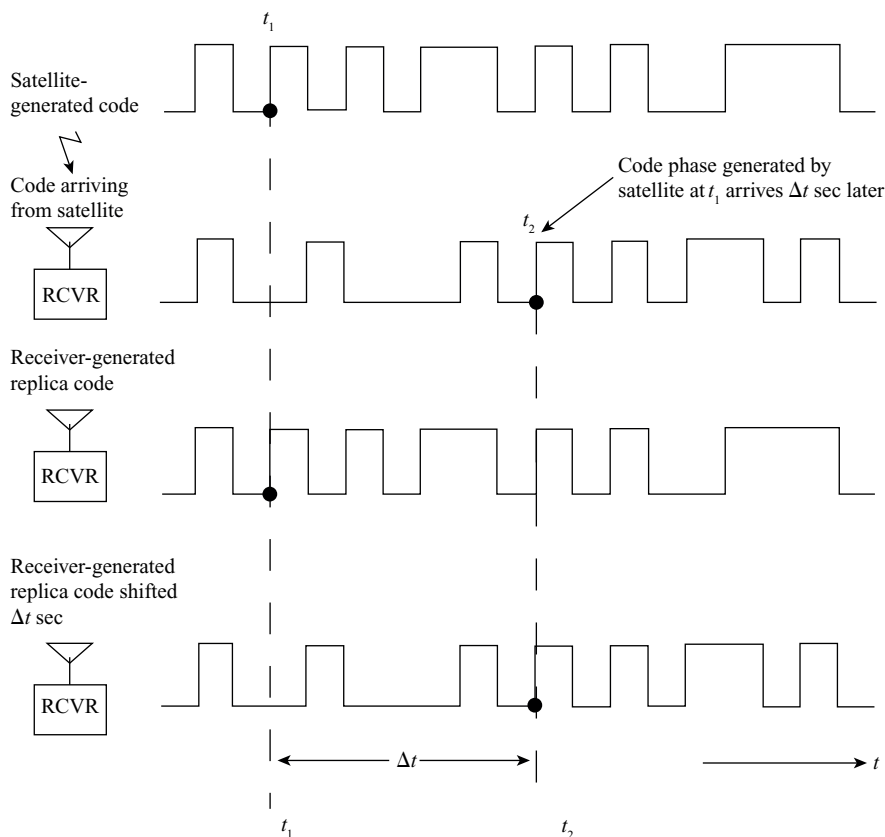 t₁
Satellite-
generated code
Code arriving
from satellite
Code phase generated by
satellite at t₁ arrives Δt sec later
t₂
RCVR
Receiver-generated
replica code
RCVR
Receiver-generated
replica code shifted
Δt sec
RCVR
Δt
t
t₁
t₂